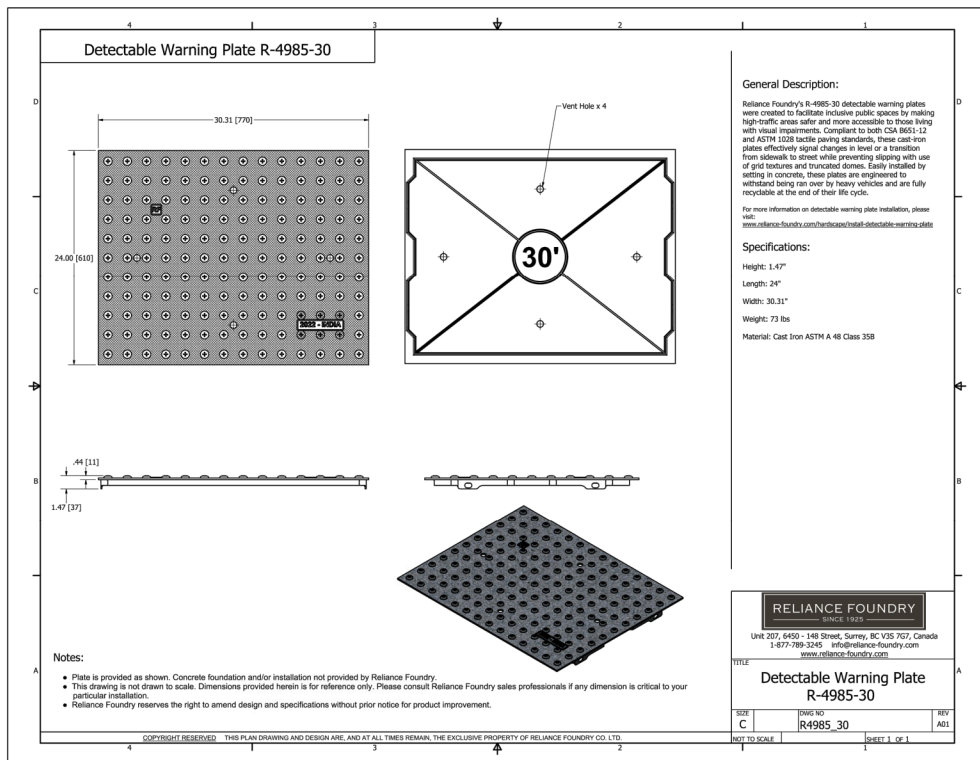 4 3 2 1
Detectable Warning Plate R-4985-30
D D
30.31 [770]
Vent Hole x 4
RF
24.00 [610]
30'
2022 - INDIA
C C
General Description:
Reliance Foundry's R-4985-30 detectable warning plates
were created to facilitate inclusive public spaces by making
high-traffic areas safer and more accessible to those living
with visual impairments. Compliant to both CSA B651-12
and ASTM 1028 tactile paving standards, these cast-iron
plates effectively signal changes in level or a transition
from sidewalk to street while preventing slipping with use
of grid textures and truncated domes. Easily installed by
setting in concrete, these plates are engineered to
withstand being ran over by heavy vehicles and are fully
recyclable at the end of their life cycle.
For more information on detectable warning plate installation, please
visit:
www.reliance-foundry.com/hardscape/install-detectable-warning-plate
Specifications:
Height: 1.47"
Length: 24"
Width: 30.31"
Weight: 73 lbs
Material: Cast Iron ASTM A 48 Class 35B
.44 [11]
1.47 [37]
B B
RELIANCE FOUNDRY
SINCE 1925
Unit 207, 6450 - 148 Street, Surrey, BC V3S 7G7, Canada
1-877-789-3245 info@reliance-foundry.com
www.reliance-foundry.com
A A
Notes:
• Plate is provided as shown. Concrete foundation and/or installation not provided by Reliance Foundry.
• This drawing is not drawn to scale. Dimensions provided herein is for reference only. Please consult Reliance Foundry sales professionals if any dimension is critical to your
particular installation.
• Reliance Foundry reserves the right to amend design and specifications without prior notice for product improvement.
TITLE
Detectable Warning Plate
R-4985-30
SIZE DWG NO REV
C R4985_30 A01
NOT TO SCALE SHEET 1 OF 1
COPYRIGHT RESERVED THIS PLAN DRAWING AND DESIGN ARE, AND AT ALL TIMES REMAIN, THE EXCLUSIVE PROPERTY OF RELIANCE FOUNDRY CO. LTD.
4 3 2 1